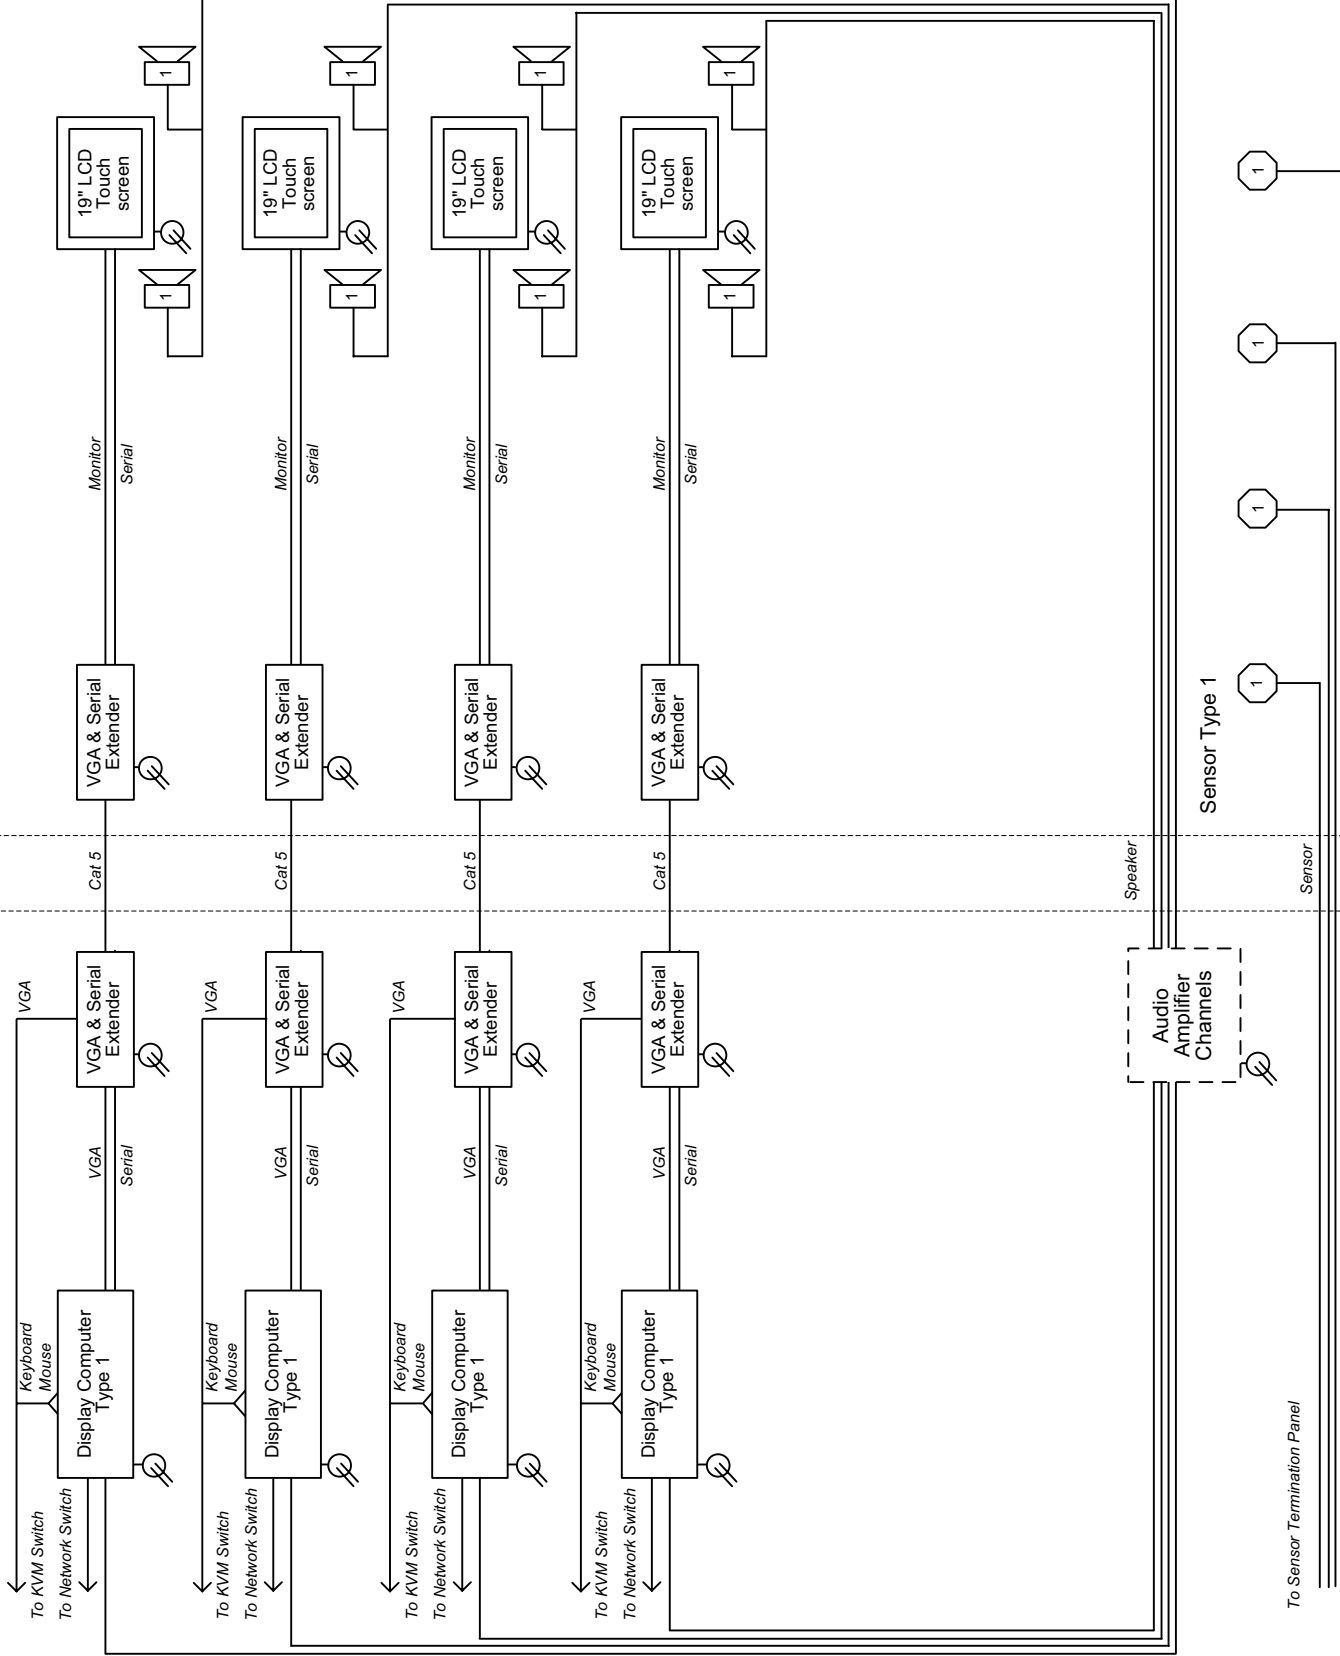 To KVM Switch
To Network Switch
Keyboard
Mouse
Display Computer
Type 1
VGA
Serial
VGA
VGA & Serial
Extender
Cat 5
VGA & Serial
Extender
Monitor
Serial
19" LCD
Touch
screen
1
1
To KVM Switch
To Network Switch
Keyboard
Mouse
Display Computer
Type 1
VGA
Serial
VGA
VGA & Serial
Extender
Cat 5
VGA & Serial
Extender
Monitor
Serial
19" LCD
Touch
screen
1
1
To KVM Switch
To Network Switch
Keyboard
Mouse
Display Computer
Type 1
VGA
Serial
VGA
VGA & Serial
Extender
Cat 5
VGA & Serial
Extender
Monitor
Serial
19" LCD
Touch
screen
1
1
To KVM Switch
To Network Switch
Keyboard
Mouse
Display Computer
Type 1
VGA
Serial
VGA
VGA & Serial
Extender
Cat 5
VGA & Serial
Extender
Monitor
Serial
19" LCD
Touch
screen
1
1
Audio
Amplifier
Channels
Speaker
Sensor Type 1
1
1
1
1
To Sensor Termination Panel
Sensor